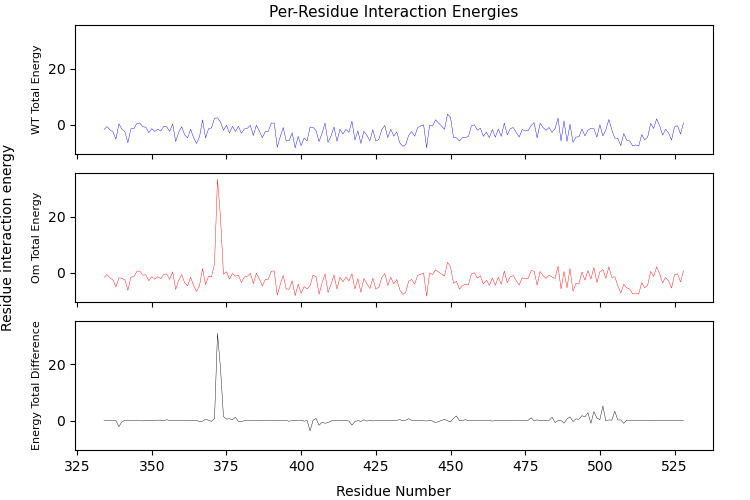 Per-Residue Interaction Energies
Residue interaction energy
WT Total Energy
20
0
Om Total Energy
20
0
Energy Total Difference
20
0
325 350 375 400 425 450 475 500 525
Residue Number